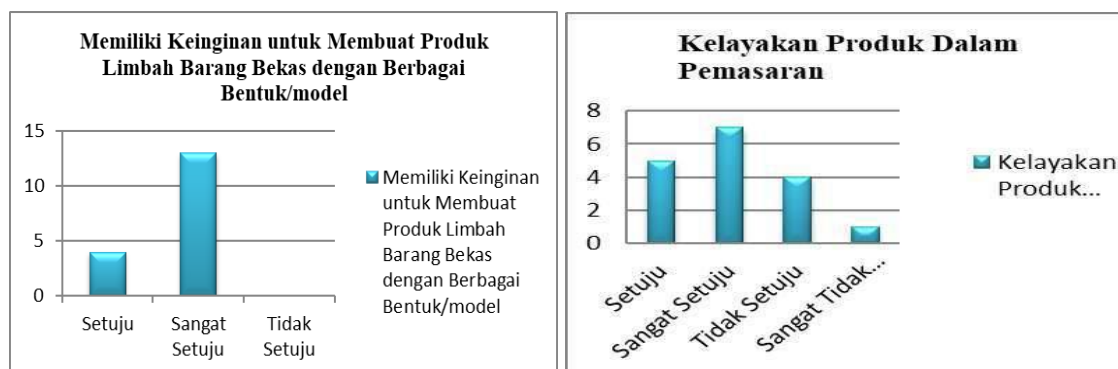 Memiliki Keinginan untuk Membuat Produk
Limbah Barang Bekas dengan Berbagai
Bentuk/model
15
10
5
0
Setuju
Sangat
Setuju
Tidak
Setuju
Memiliki Keinginan
untuk Membuat
Produk Limbah
Barang Bekas
dengan Berbagai
Bentuk/model
Kelayakan Produk Dalam
Pemasaran
8
6
4
2
0
Setuju
Sangat Setuju
Tidak Setuju
Sangat Tidak...
Kelayakan
Produk...